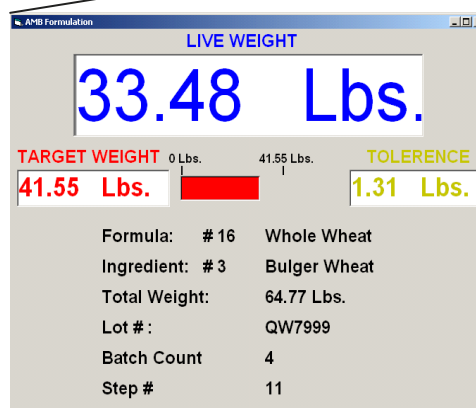 AMB Formulation
LIVE WEIGHT
33.48 Lbs.
TARGET WEIGHT 0 Lbs. 41.55 Lbs. TOLERENCE
41.55 Lbs. 1.31 Lbs.
Formula: # 16 Whole Wheat
Ingredient: # 3 Bulger Wheat
Total Weight: 64.77 Lbs.
Lot # : QW7999
Batch Count 4
Step # 11